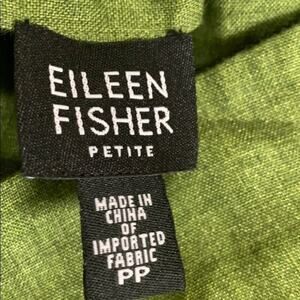 EILEEN
FISHER
PETITE
MADE IN
CHINA
OF
IMPORTED
FABRIC
PP